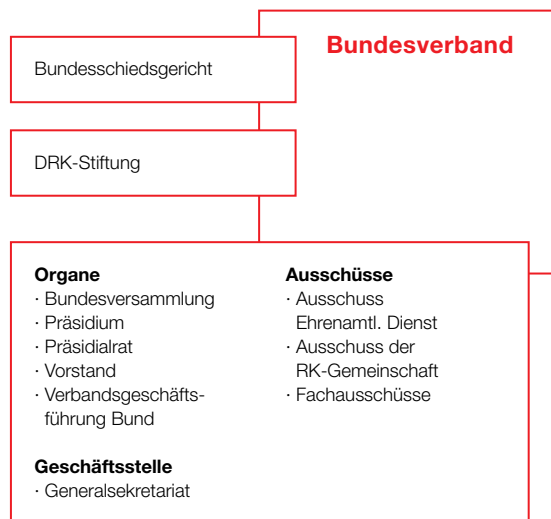 Bundesverband
Bundesschiedsgericht
DRK-Stiftung
Organe
· Bundesversammlung
· Präsidium
· Präsidialrat
· Vorstand
· Verbandsgeschäfts-
führung Bund
Geschäftsstelle
· Generalsekretariat
Ausschüsse
· Ausschuss
Ehrenamtl. Dienst
· Ausschuss der
RK-Gemeinschaft
· Fachausschüsse